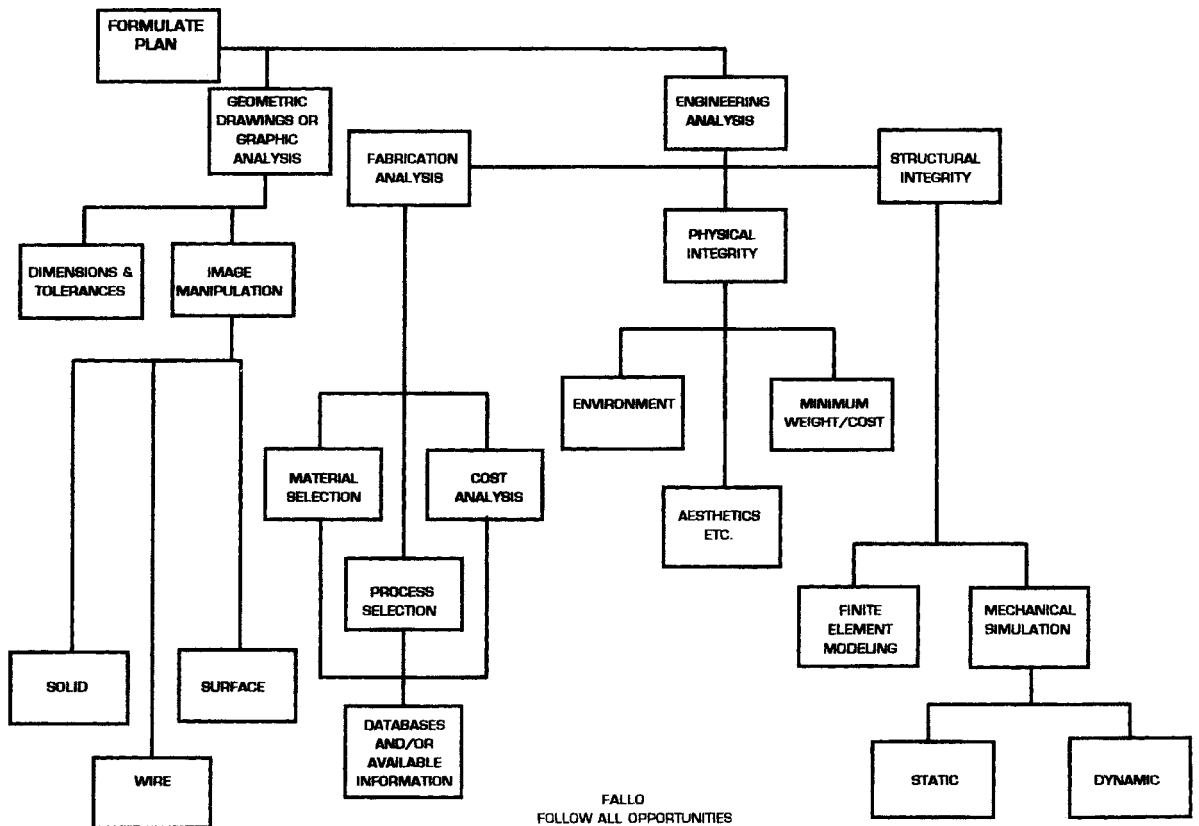 FORMULATE
PLAN
GEOMETRIC
DRAWINGS OR
GRAPHIC
ANALYSIS
ENGINEERING
ANALYSIS
FABRICATION
ANALYSIS
STRUCTURAL
INTEGRITY
PHYSICAL
INTEGRITY
DIMENSIONS &
TOLERANCES
IMAGE
MANIPULATION
ENVIRONMENT
MINIMUM
WEIGHT/COST
MATERIAL
SELECTION
COST
ANALYSIS
AESTHETICS
ETC.
PROCESS
SELECTION
FINITE
ELEMENT
MODELING
MECHANICAL
SIMULATION
SOLID
SURFACE
DATABASES
AND/OR
AVAILABLE
INFORMATION
WIRE
STATIC
DYNAMIC
FALLO
FOLLOW ALL OPPORTUNITIES